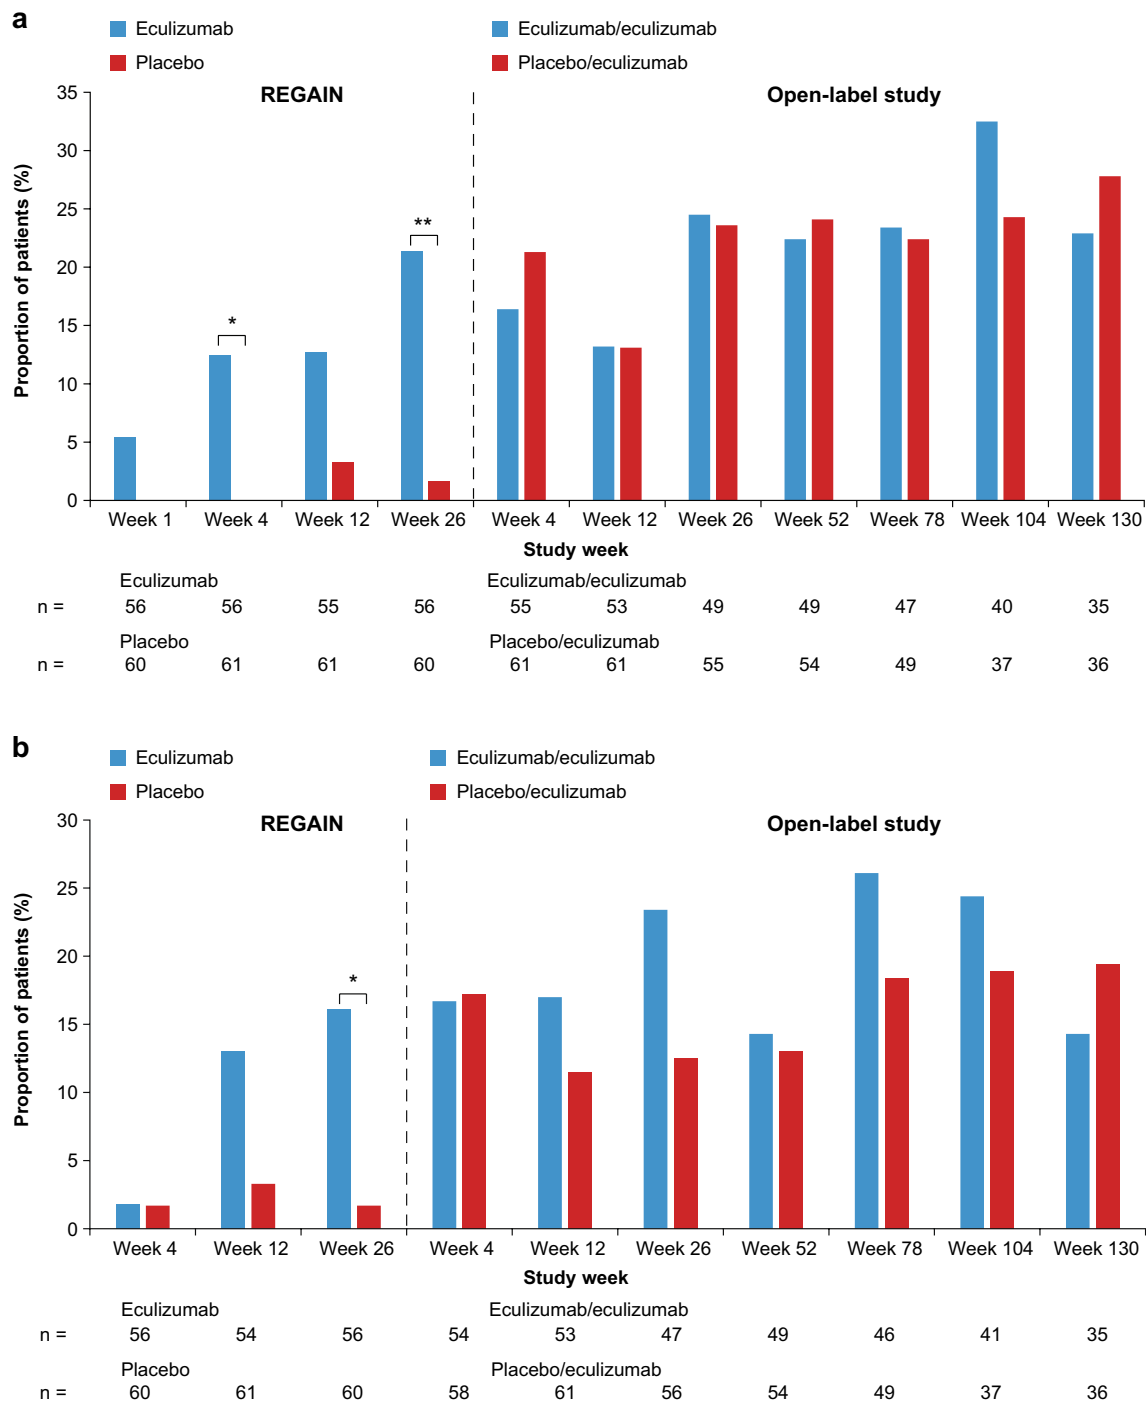 a
Eculizumab
Placebo
Eculizumab/eculizumab
Placebo/eculizumab
REGAIN
Open-label study
Proportion of patients (%)
35
30
25
20
15
10
5
0
*
**
Week 1 Week 4 Week 12 Week 26 Week 4 Week 12 Week 26 Week 52 Week 78 Week 104 Week 130
Study week
Eculizumab Eculizumab/eculizumab
n = 56 56 55 56 55 53 49 49 47 40 35
Placebo Placebo/eculizumab
n = 60 61 61 60 61 61 55 54 49 37 36
b
Eculizumab
Placebo
Eculizumab/eculizumab
Placebo/eculizumab
REGAIN
Open-label study
Proportion of patients (%)
30
25
20
15
10
5
0
*
Week 4 Week 12 Week 26 Week 4 Week 12 Week 26 Week 52 Week 78 Week 104 Week 130
Study week
Eculizumab Eculizumab/eculizumab
n = 56 54 56 54 53 47 49 46 41 35
Placebo Placebo/eculizumab
n = 60 61 60 58 61 56 54 49 37 36